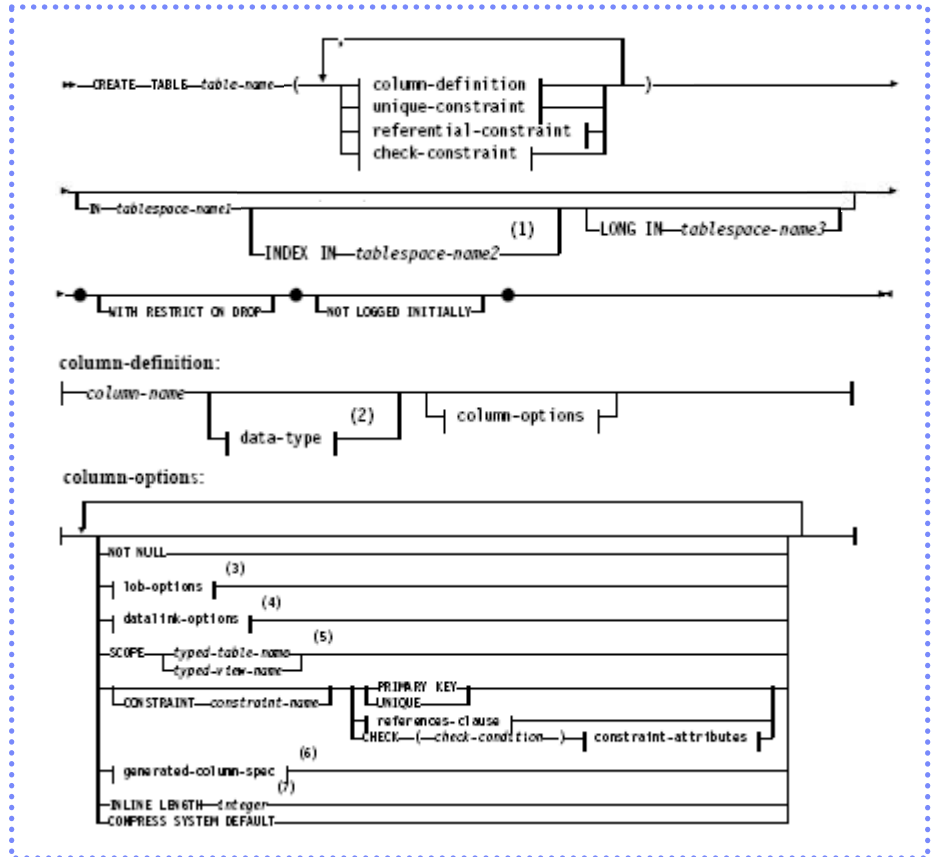 ,
CREATE TABLE table-name ( column-definition )
unique-constraint
referential-constraint
check-constraint
IN tablespace-name1
(1)
INDEX IN tablespace-name2
LONG IN tablespace-name3
WITH RESTRICT ON DROP
NOT LOGGED INITIALLY
column-definition:
column-name
(2)
data-type
column-options
column-options:
NOT NULL
(3)
lob-options
(4)
datalink-options
(5)
SCOPE typed-table-name
typed-view-name
PRIMARY KEY
CONSTRAINT constraint-name UNIQUE
references-clause
CHECK ( check-condition ) constraint-attributes
(6)
generated-column-spec
(7)
INLINE LENGTH integer
COMPRESS SYSTEM DEFAULT